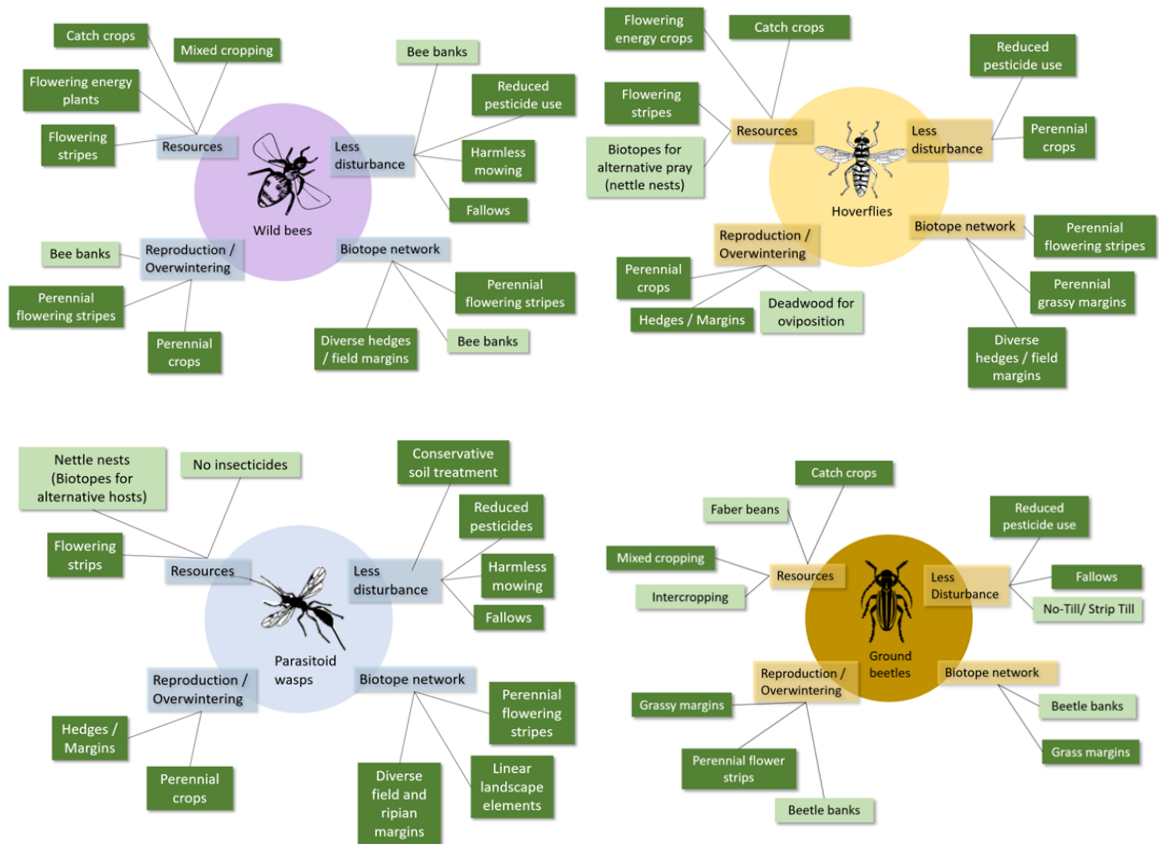 Catch crops
Mixed cropping
Flowering energy
plants
Flowering
stripes
Resources
Bee banks
Reduced
pesticide use
Less
disturbance
Harmless
mowing
Fallows
Wild bees
Bee banks
Reproduction /
Overwintering
Perennial
flowering stripes
Perennial
crops
Biotope network
Perennial
flowering stripes
Diverse hedges
/ field margins
Bee banks
Flowering
energy crops
Catch crops
Flowering
stripes
Resources
Biotopes for
alternative pray
(nettle nests)
Reduced
pesticide use
Less
disturbance
Perennial
crops
Hoverflies
Reproduction /
Overwintering
Perennial
crops
Hedges / Margins
Deadwood for
oviposition
Biotope network
Perennial
flowering stripes
Perennial
grassy margins
Diverse
hedges / field
margins
Nettle nests
(Biotopes for
alternative hosts)
No insecticides
Flowering
strips
Resources
Conservative
soil treatment
Reduced
pesticides
Less
disturbance
Harmless
mowing
Fallows
Parasitoid
wasps
Reproduction /
Overwintering
Hedges /
Margins
Perennial
crops
Biotope network
Perennial
flowering
stripes
Diverse
field and
ripian
margins
Linear
landscape
elements
Catch crops
Faber beans
Mixed cropping
Resources
Intercropping
Reduced
pesticide use
Less
Disturbance
Fallows
No-Till/ Strip Till
Ground
beetles
Reproduction /
Overwintering
Grassy margins
Perennial flower
strips
Beetle banks
Biotope network
Beetle banks
Grass margins